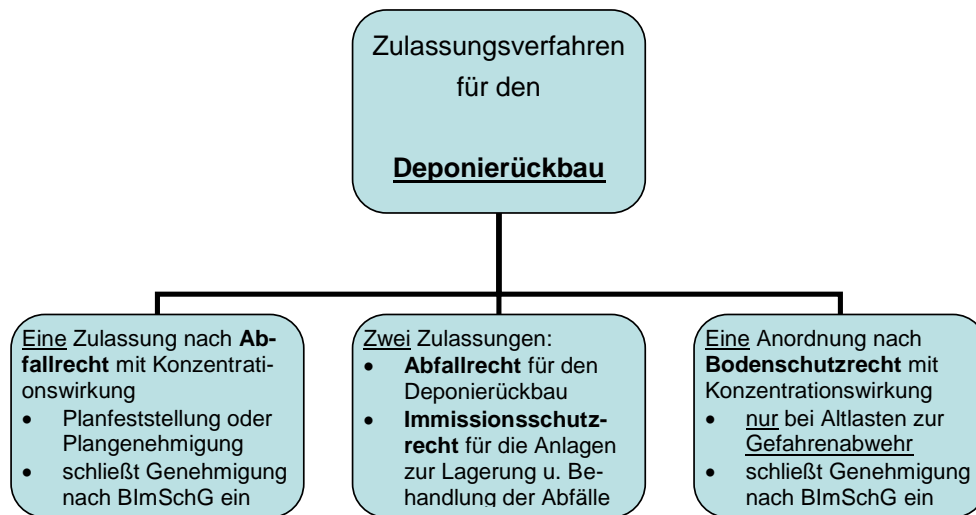 Zulassungsverfahren
für den
Deponierückbau
Eine Zulassung nach Ab-
fallrecht mit Konzentrati-
onswirkung
• Planfeststellung oder
Plangenehmigung
• schließt Genehmigung
nach BImSchG ein
Zwei Zulassungen:
• Abfallrecht für den
Deponierückbau
• Immissionsschutz-
recht für die Anlagen
zur Lagerung u. Be-
handlung der Abfälle
Eine Anordnung nach
Bodenschutzrecht mit
Konzentrationswirkung
• nur bei Altlasten zur
Gefahrenabwehr
• schließt Genehmigung
nach BImSchG ein